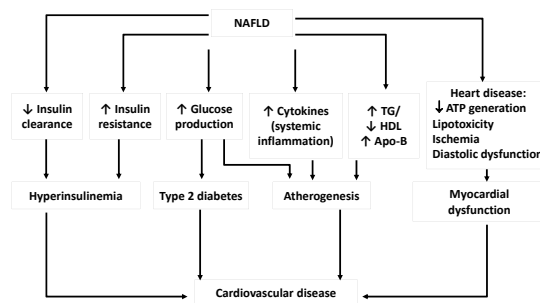 NAFLD
↓ Insulin
clearance
↑ Insulin
resistance
↑ Glucose
production
↑ Cytokines
(systemic
inflammation)
↑ TG/
↓ HDL
↑ Apo-B
Heart disease:
↓ ATP generation
Lipotoxicity
Ischemia
Diastolic dysfunction
Hyperinsulinemia
Type 2 diabetes
Atherogenesis
Myocardial
dysfunction
Cardiovascular disease